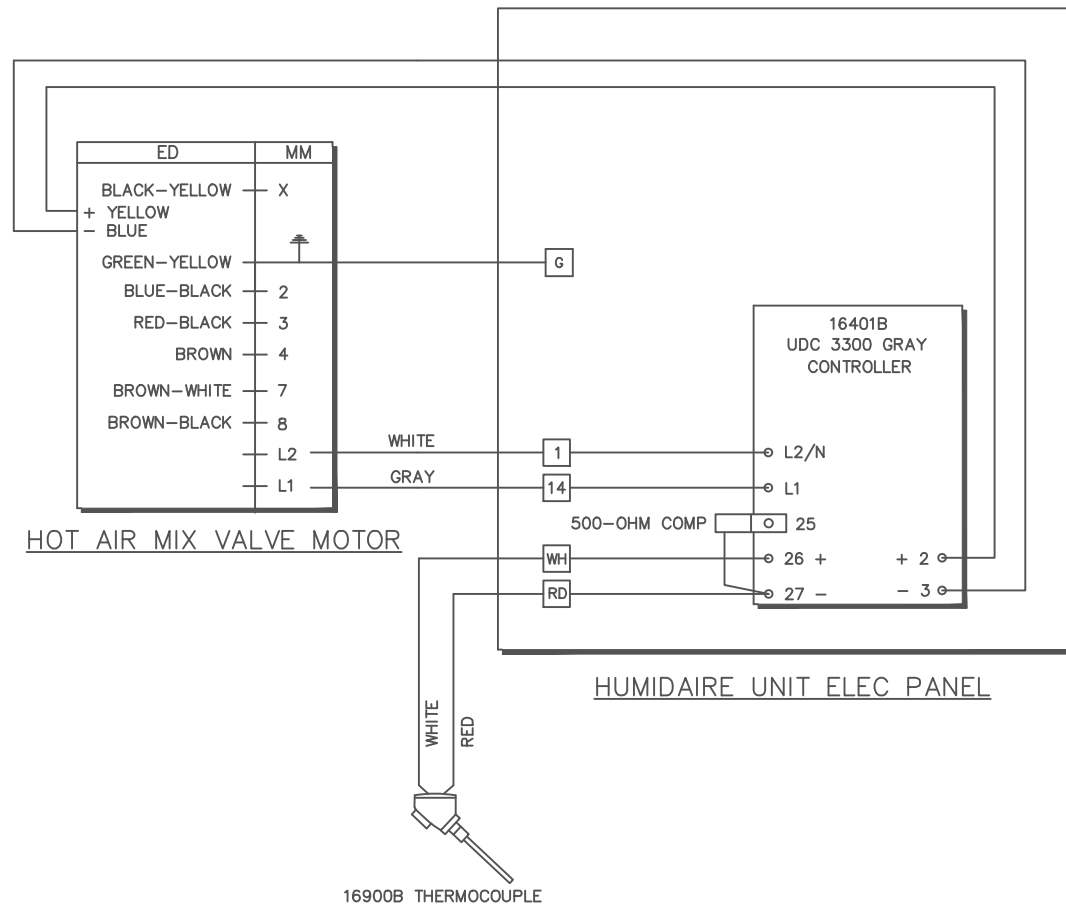 ED MM
BLACK-YELLOW X
+ YELLOW
- BLUE
GREEN-YELLOW
G
BLUE-BLACK 2
RED-BLACK 3
BROWN 4
BROWN-WHITE 7
BROWN-BLACK 8
L2 WHITE 1
L1 GRAY 14
HOT AIR MIX VALVE MOTOR
16401B
UDC 3300 GRAY
CONTROLLER
L2/N
L1
500-OHM COMP 25
WH 26 + + 2
RD 27 - - 3
HUMIDAIRE UNIT ELEC PANEL
WHITE
RED
16900B THERMOCOUPLE